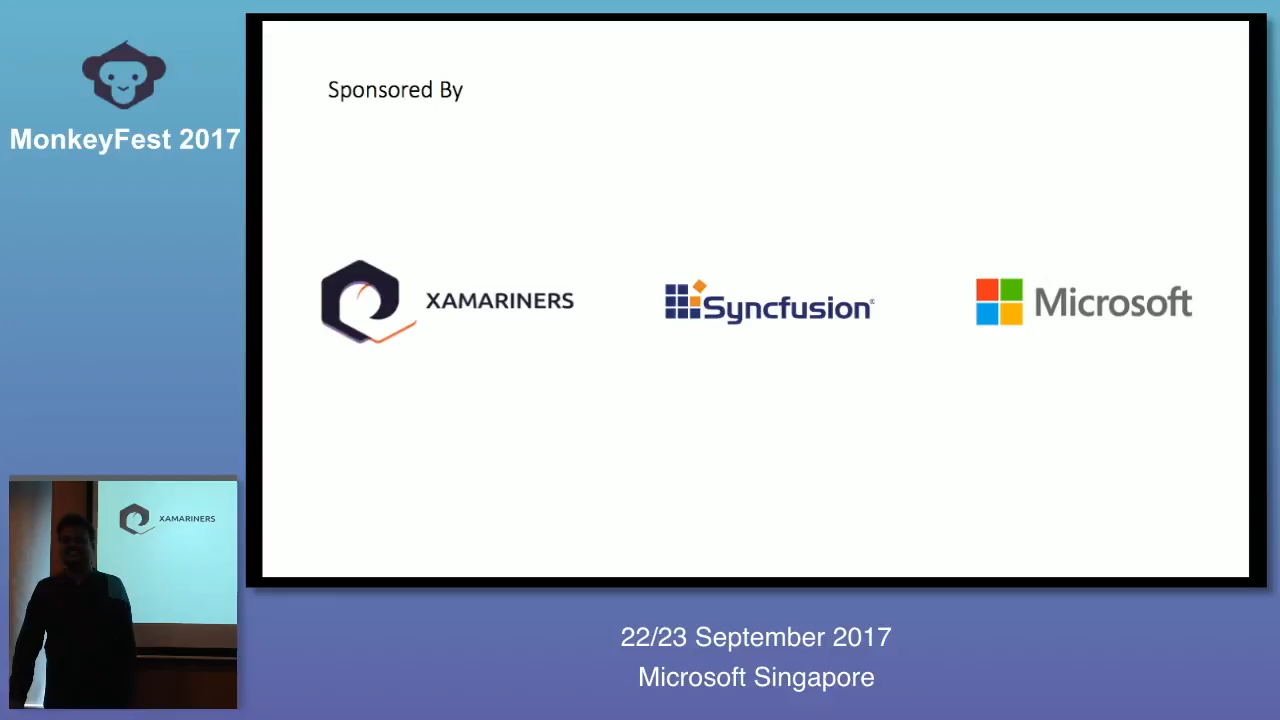 MonkeyFest 2017
Sponsored By
XAMARINERS
Syncfusion®
Microsoft
XAMARINERS
22/23 September 2017
Microsoft Singapore